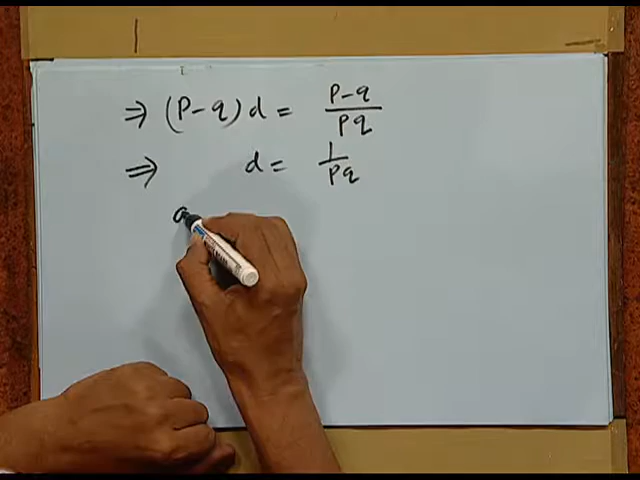 ⇒ (P-q)d = (P-q)/(Pq)
⇒ d = 1/(Pq)
a